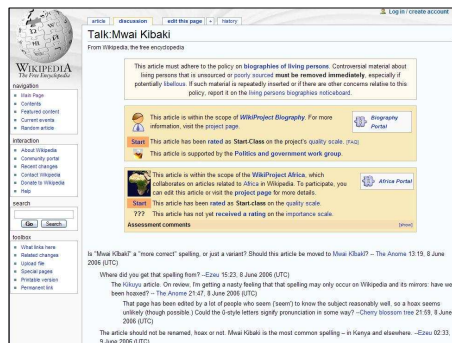 Log in / create account
article discussion edit this page + history
Talk:Mwai Kibaki
From Wikipedia, the free encyclopedia
This article must adhere to the policy on biographies of living persons. Controversial material about
living persons that is unsourced or poorly sourced must be removed immediately, especially if
potentially libellous. If such material is repeatedly inserted or if there are other concerns relative to this
policy, report it on the living persons biographies noticeboard.
This article is within the scope of WikiProject Biography. For more
information, visit the project page.
Biography
Portal
Start This article has been rated as Start-Class on the project's quality scale. [FAQ]
This article is supported by the Politics and government work group.
This article is within the scope of the WikiProject Africa, which
collaborates on articles related to Africa in Wikipedia. To participate, you
can edit this article or visit the project page for more details.
Africa Portal
Start This article has been rated as Start-class on the quality scale.
??? This article has not yet received a rating on the importance scale.
Assessment comments [show]
Is "Mwai Kĩbakĩ" a "more correct" spelling, or just a variant? Should this article be moved to Mwai Kĩbakĩ? -- The Anome 13:19, 8 June
2006 (UTC)
Where did you get that spelling from? --Ezeu 15:23, 8 June 2006 (UTC)
The Kikuyu article. On review, I'm getting a nasty feeling that that spelling may only occur on Wikipedia and its mirrors: have we
been hoaxed? -- The Anome 21:47, 8 June 2006 (UTC)
That page has been edited by a lot of people who seem ('seem') to know the subject reasonably well, so a hoax seems
unlikely (though possible.) Could the ũ-style letters signify pronunciation in some way? --Cherry blossom tree 21:59, 8 June
2006 (UTC)
The article should not be renamed, hoax or not. Mwai Kibaki is the most common spelling – in Kenya and elsewhere. --Ezeu 02:33,
9 June 2006 (UTC)
WIKIPEDIA
The Free Encyclopedia
navigation
Main Page
Contents
Featured content
Current events
Random article
interaction
About Wikipedia
Community portal
Recent changes
Contact Wikipedia
Donate to Wikipedia
Help
search
Go Search
toolbox
What links here
Related changes
Upload file
Special pages
Printable version
Permanent link